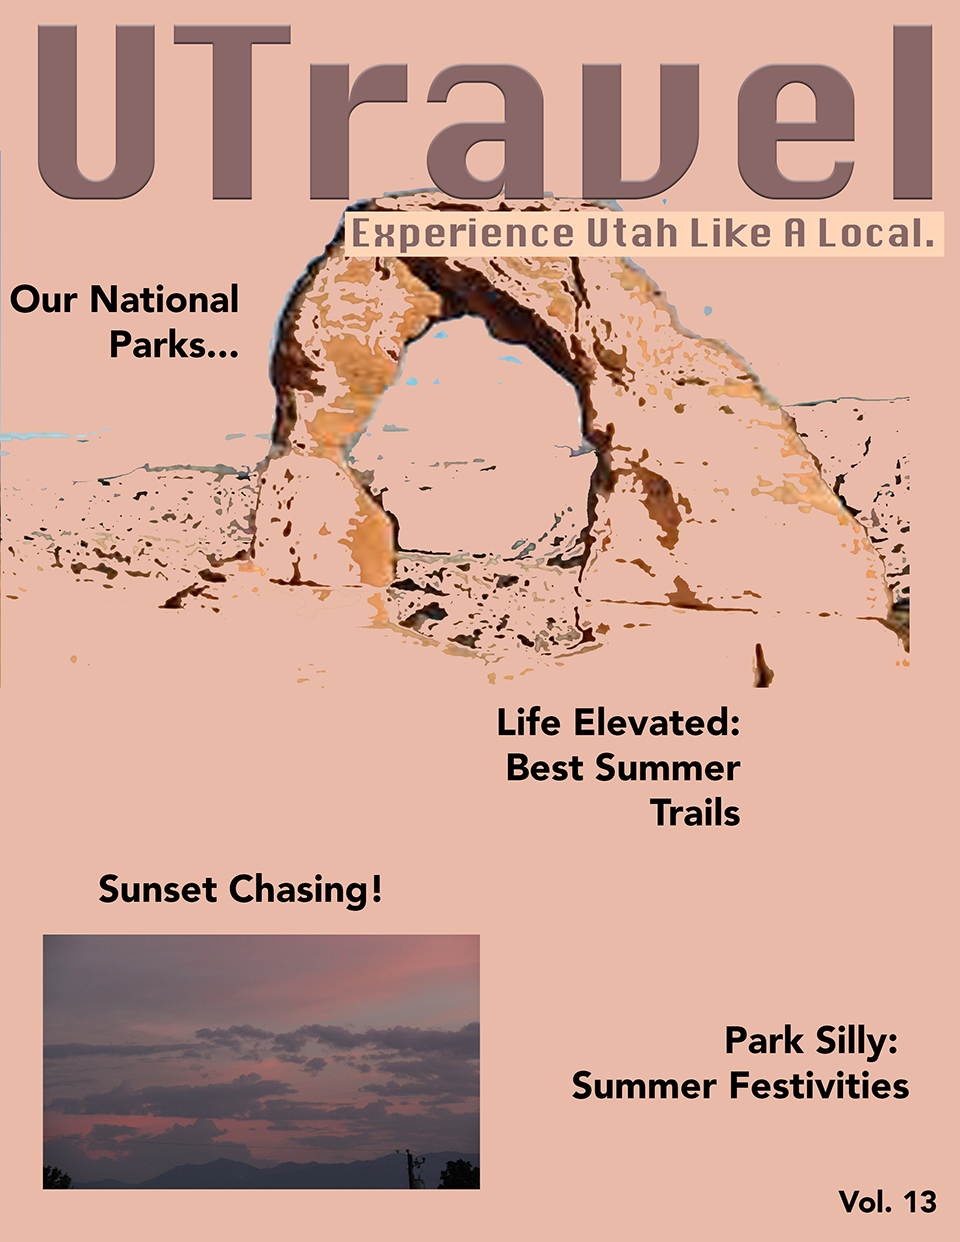 UTravel
Experience Utah Like A Local.
Our National
Parks...
Life Elevated:
Best Summer
Trails
Sunset Chasing!
Park Silly:
Summer Festivities
Vol. 13